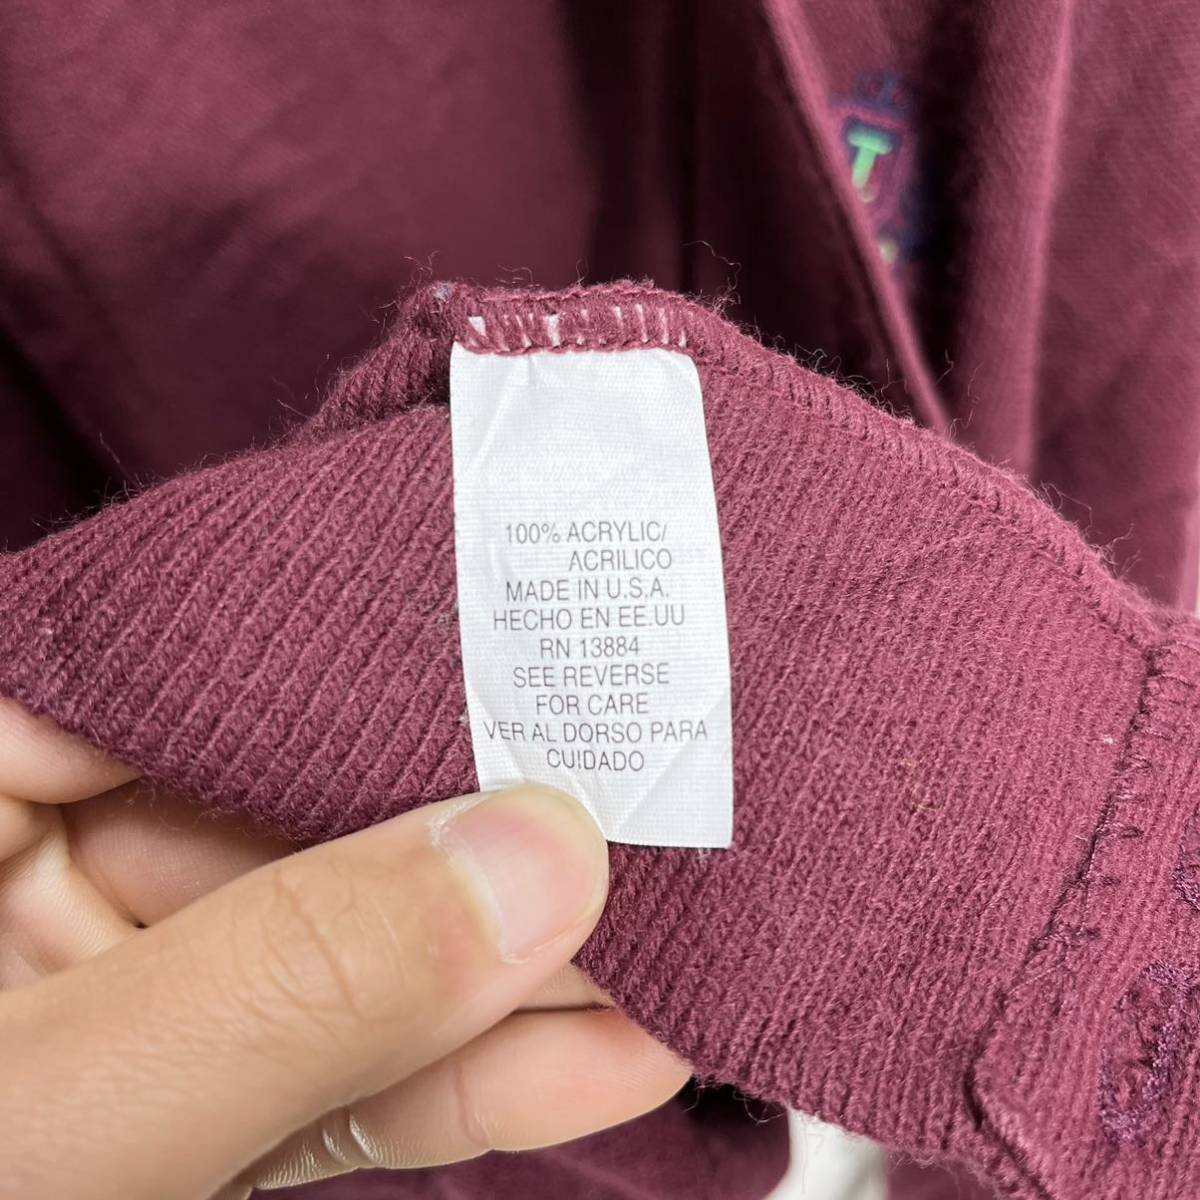 T
100% ACRYLIC/
ACRILICO
MADE IN U.S.A.
HECHO EN EE.UU
RN 13884
SEE REVERSE
FOR CARE
VER AL DORSO PARA
CUIDADO